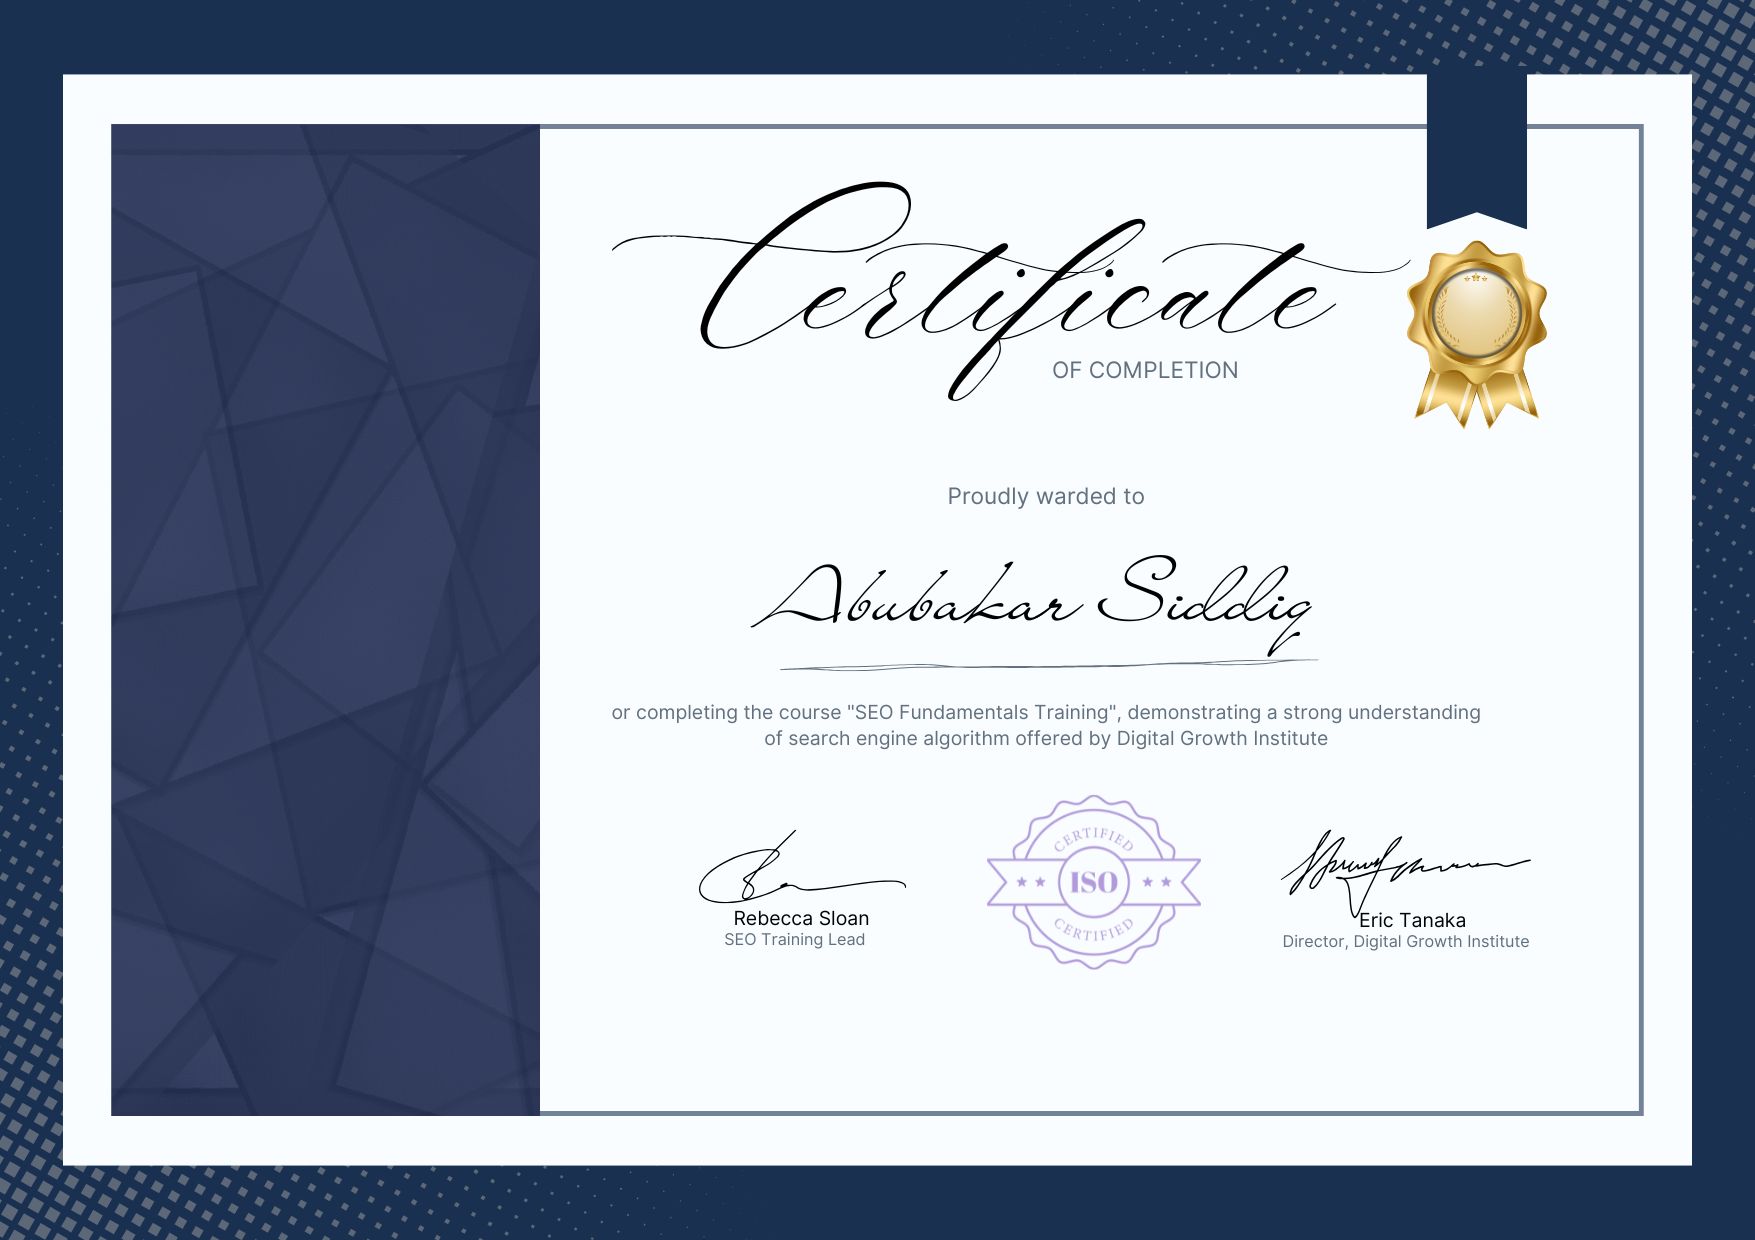 Certificate
OF COMPLETION
Proudly warded to
Abubakar Siddiq
or completing the course "SEO Fundamentals Training", demonstrating a strong understanding
of search engine algorithm offered by Digital Growth Institute
CERTIFIED
ISO
CERTIFIED
Rebecca Sloan
SEO Training Lead
Eric Tanaka
Director, Digital Growth Institute